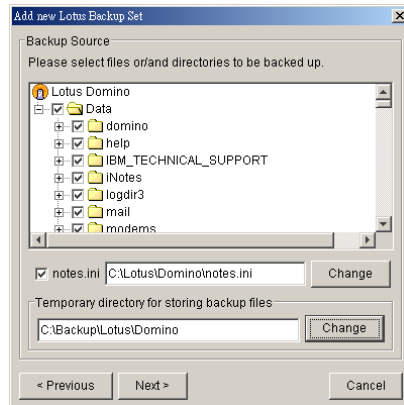 Add new Lotus Backup Set
Backup Source
Please select files or/and directories to be backed up.
Lotus Domino
Data
domino
help
IBM_TECHNICAL_SUPPORT
iNotes
logdir3
mail
modems
notes.ini C:\Lotus\Domino\notes.ini Change
Temporary directory for storing backup files
C:\Backup\Lotus\Domino Change
< Previous Next > Cancel